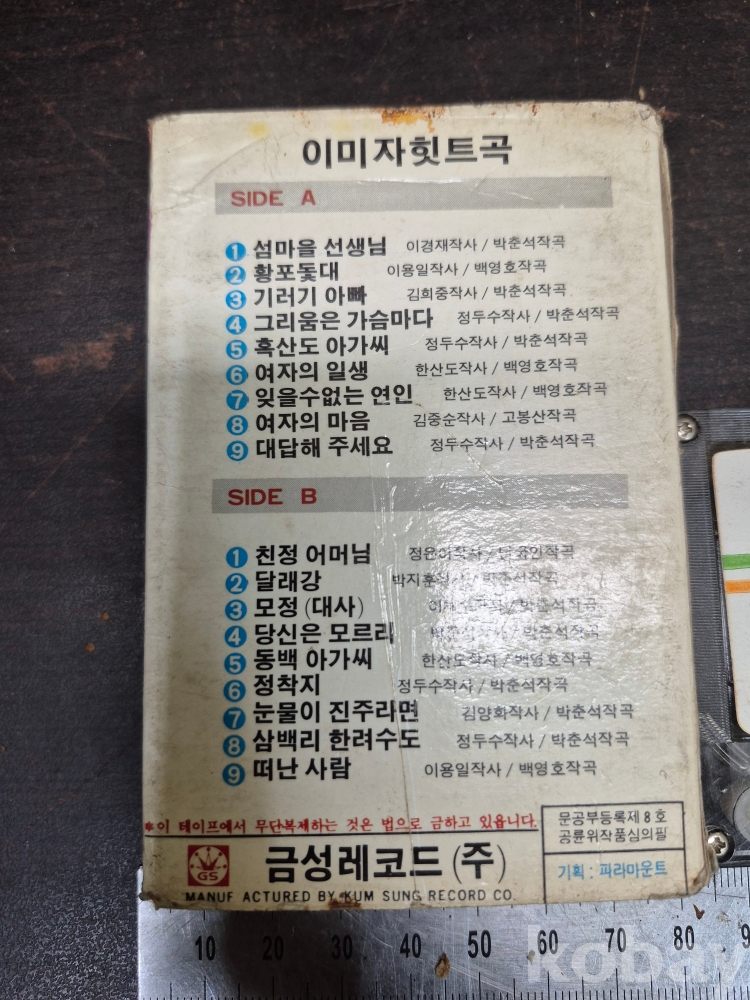 이미자힛트곡
SIDE A
1 섬마을 선생님 이경재작사 / 박춘석작곡
2 황포돛대 이용일작사 / 백영호작곡
3 기러기 아빠 김희중작사 / 박춘석작곡
4 그리움은 가슴마다 정두수작사 / 박춘석작곡
5 흑산도 아가씨 정두수작사 / 박춘석작곡
6 여자의 일생 한산도작사 / 백영호작곡
7 잊을수없는 연인 한산도작사 / 백영호작곡
8 여자의 마음 김중순작사 / 고봉산작곡
9 대답해 주세요 정두수작사 / 박춘석작곡
SIDE B
1 친정 어머님
2 달래강 / 박춘석작곡
3 모정 (대사) / 박춘석작곡
4 당신은 모르리 / 박춘석작곡
5 동백 아가씨 한산도작사 / 백영호작곡
6 정착지 정두수작사 / 박춘석작곡
7 눈물이 진주라면 김양화작사 / 박춘석작곡
8 삼백리 한려수도 정두수작사 / 박춘석작곡
9 떠난 사람 이용일작사 / 백영호작곡
*이 테이프에서 무단복제하는 것은 법으로 금하고 있읍니다.
문공부등록제 8 호
공륜위작품심의필
GS 금성레코드 (주)
기획 : 파라마운트
MANUF ACTURED BY KUM SUNG RECORD CO.
10 20 30 40 50 60 70 80
kobay